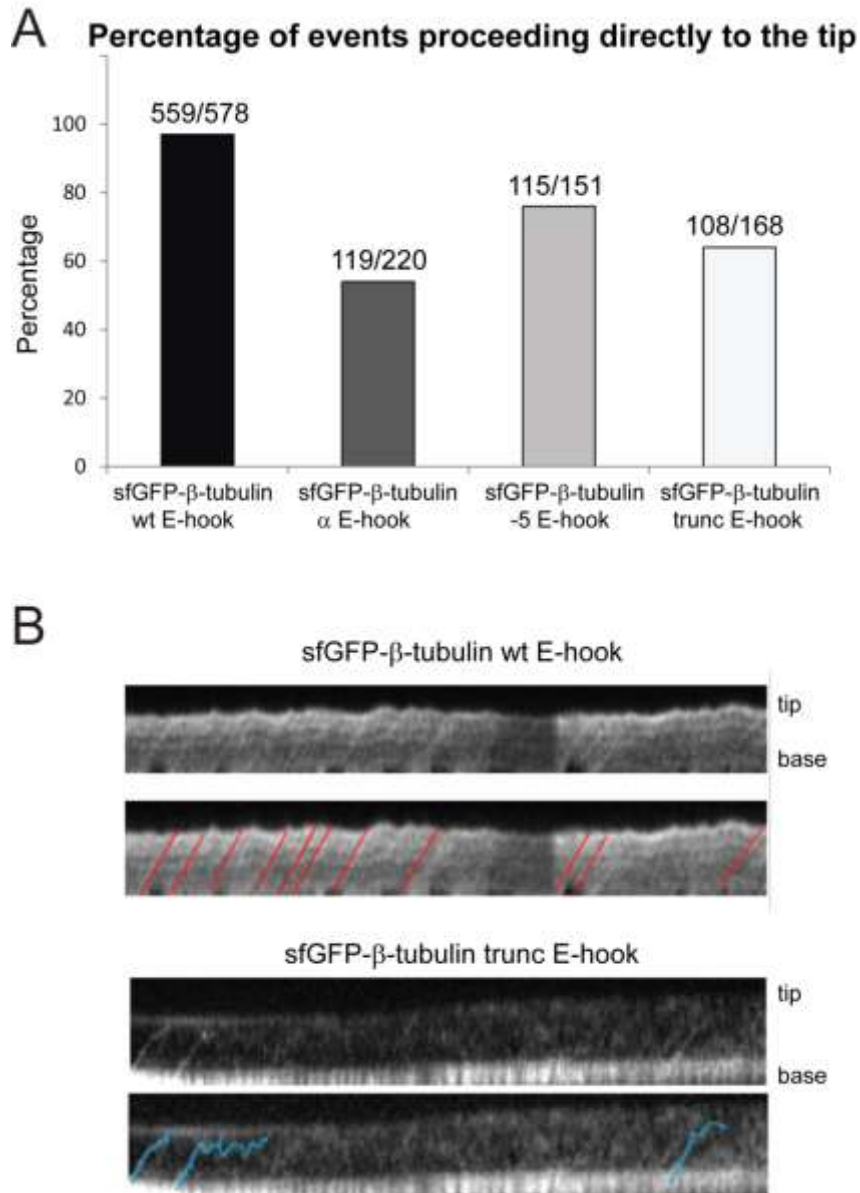 A Percentage of events proceeding directly to the tip
559/578
100
115/151
80
108/168
119/220
60
Percentage
40
20
0
sfGFP-β-tubulin sfGFP-β-tubulin sfGFP-β-tubulin sfGFP-β-tubulin
wt E-hook α E-hook -5 E-hook trunc E-hook
B
sfGFP-β-tubulin wt E-hook
tip
base
sfGFP-β-tubulin trunc E-hook
tip
base